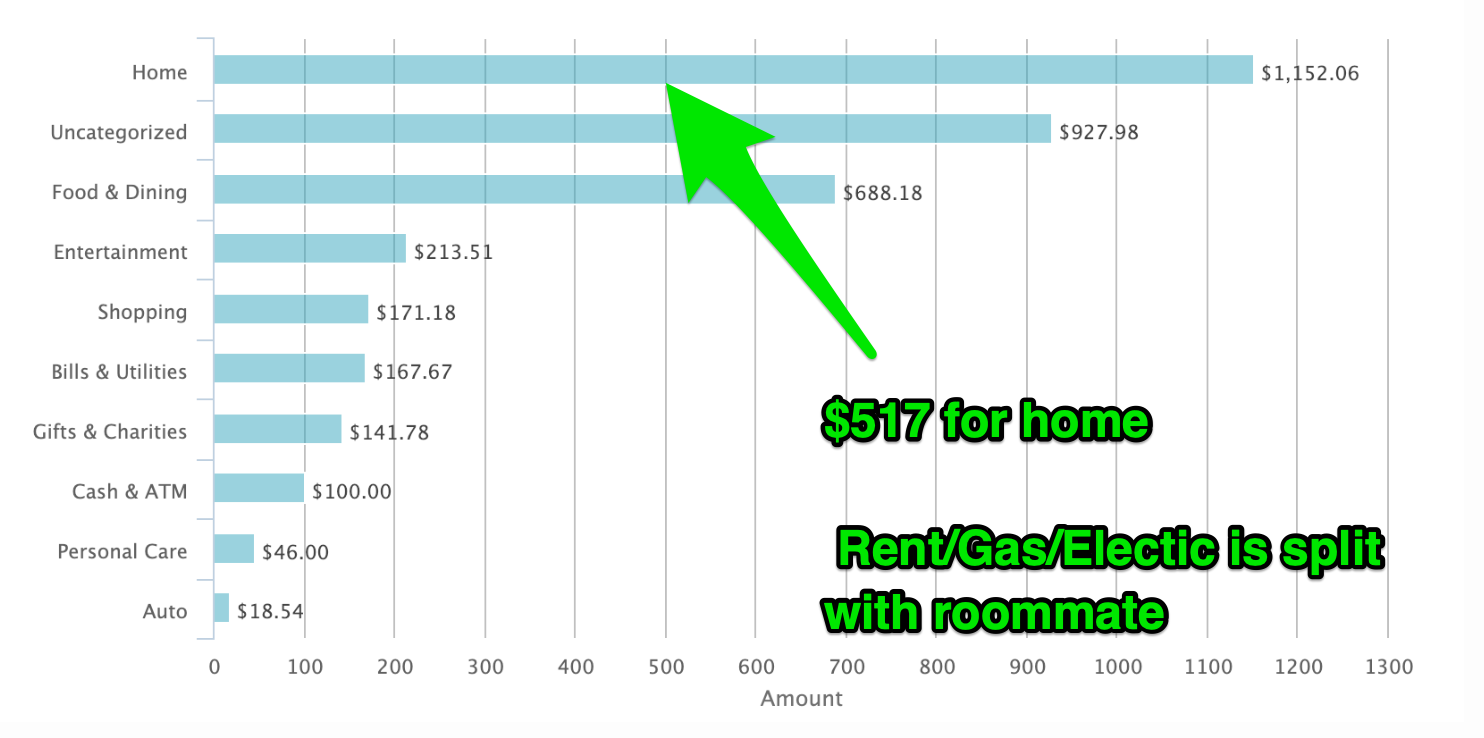 Home $1,152.06
Uncategorized $927.98
Food & Dining $688.18
Entertainment $213.51
Shopping $171.18
Bills & Utilities $167.67
$517 for home
Gifts & Charities $141.78
Cash & ATM $100.00
Rent/Gas/Electic is split
Personal Care $46.00
with roommate
Auto $18.54
0 100 200 300 400 500 600 700 800 900 1000 1100 1200 1300
Amount